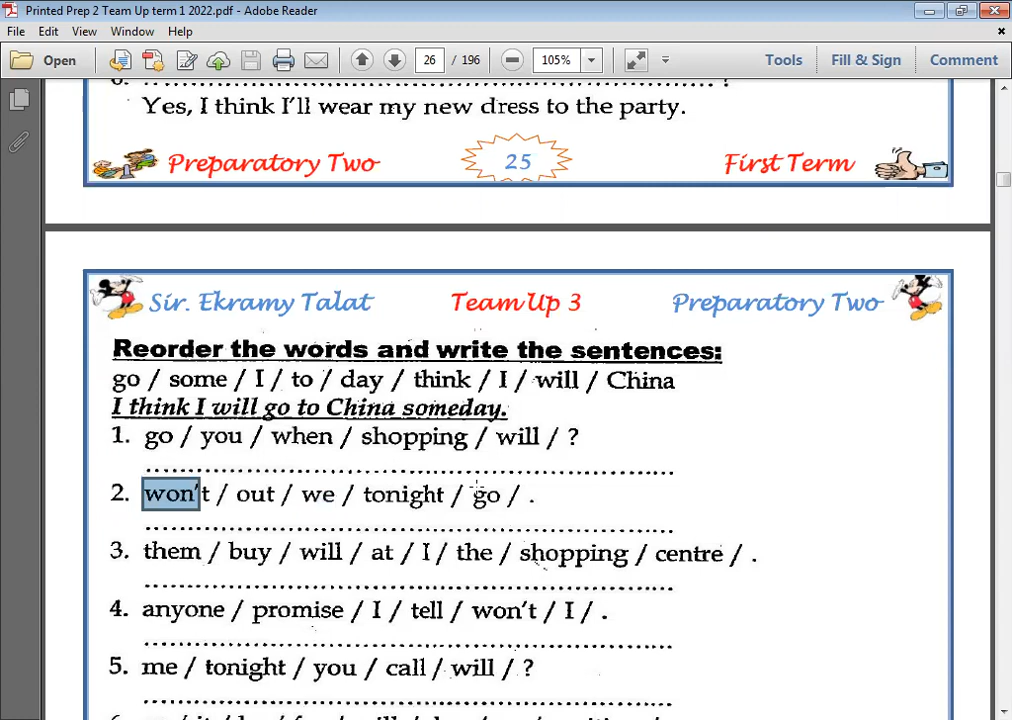 Printed Prep 2 Team Up term 1 2022.pdf - Adobe Reader
File Edit View Window Help
Open 26 / 196 105% Tools Fill & Sign Comment
Yes, I think I'll wear my new dress to the party.
Preparatory Two 25 First Term
Sir. Ekramy Talat Team Up 3 Preparatory Two
Reorder the words and write the sentences:
go / some / I / to / day / think / I / will / China
I think I will go to China someday.
1. go / you / when / shopping / will / ?
2. won't / out / we / tonight / go / .
3. them / buy / will / at / I / the / shopping / centre / .
4. anyone / promise / I / tell / won't / I / .
5. me / tonight / you / call / will / ?